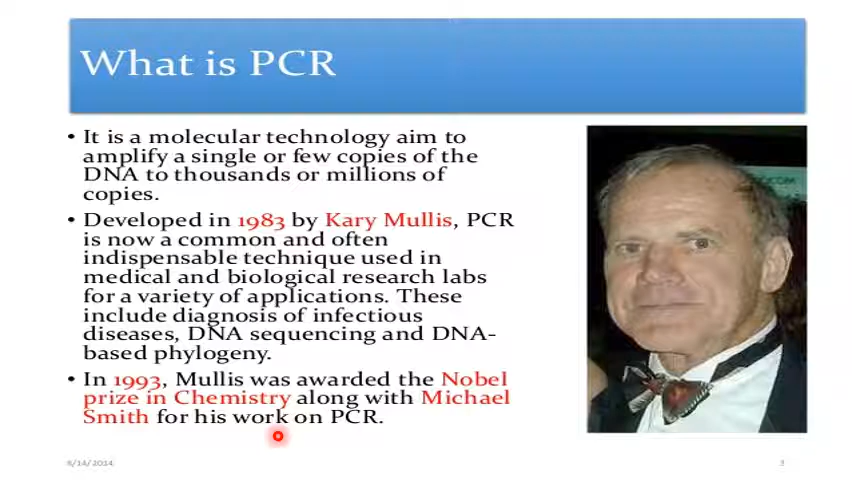 What is PCR
• It is a molecular technology aim to
amplify a single or few copies of the
DNA to thousands or millions of
copies.
• Developed in 1983 by Kary Mullis, PCR
is now a common and often
indispensable technique used in
medical and biological research labs
for a variety of applications. These
include diagnosis of infectious
diseases, DNA sequencing and DNA-
based phylogeny.
• In 1993, Mullis was awarded the Nobel
prize in Chemistry along with Michael
Smith for his work on PCR.
8/14/2014
3